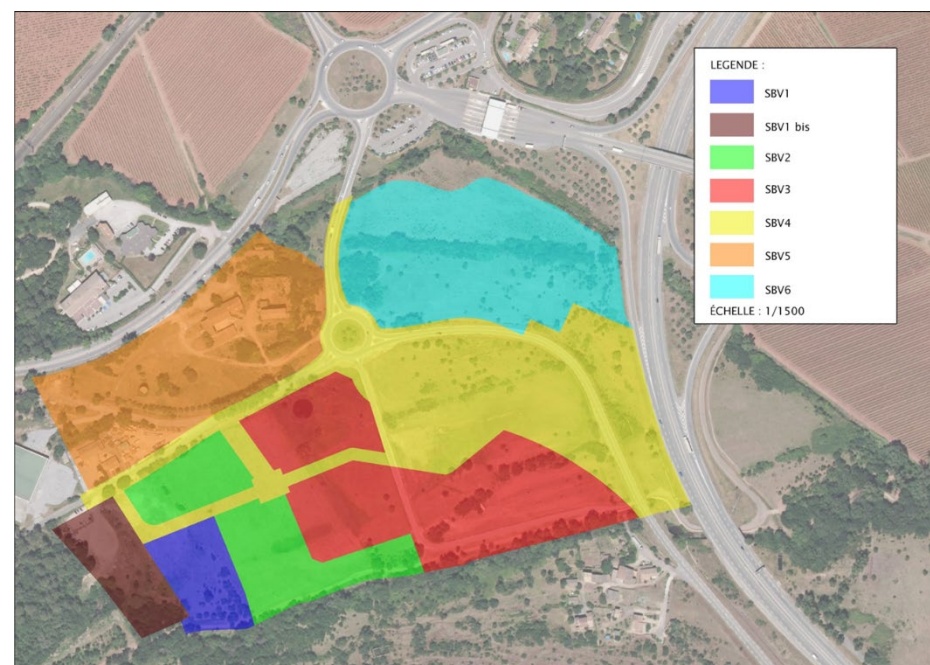 LEGENDE :
SBV1
SBV1 bis
SBV2
SBV3
SBV4
SBV5
SBV6
ÉCHELLE : 1/1500